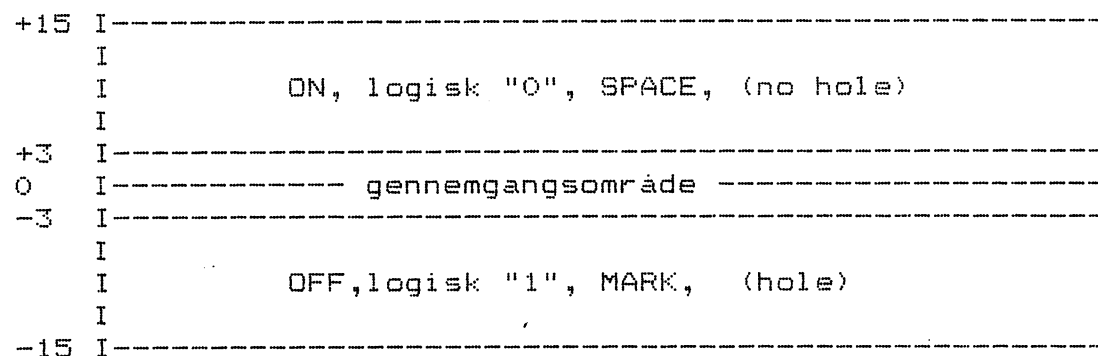 +15 I------------------------------------------------------------
I
I ON, logisk "0", SPACE, (no hole)
I
+3 I------------------------------------------------------------
0 I------------ gennemgangsområde -----------------------
-3 I------------------------------------------------------------
I
I OFF,logisk "1", MARK, (hole)
I
-15 I------------------------------------------------------------